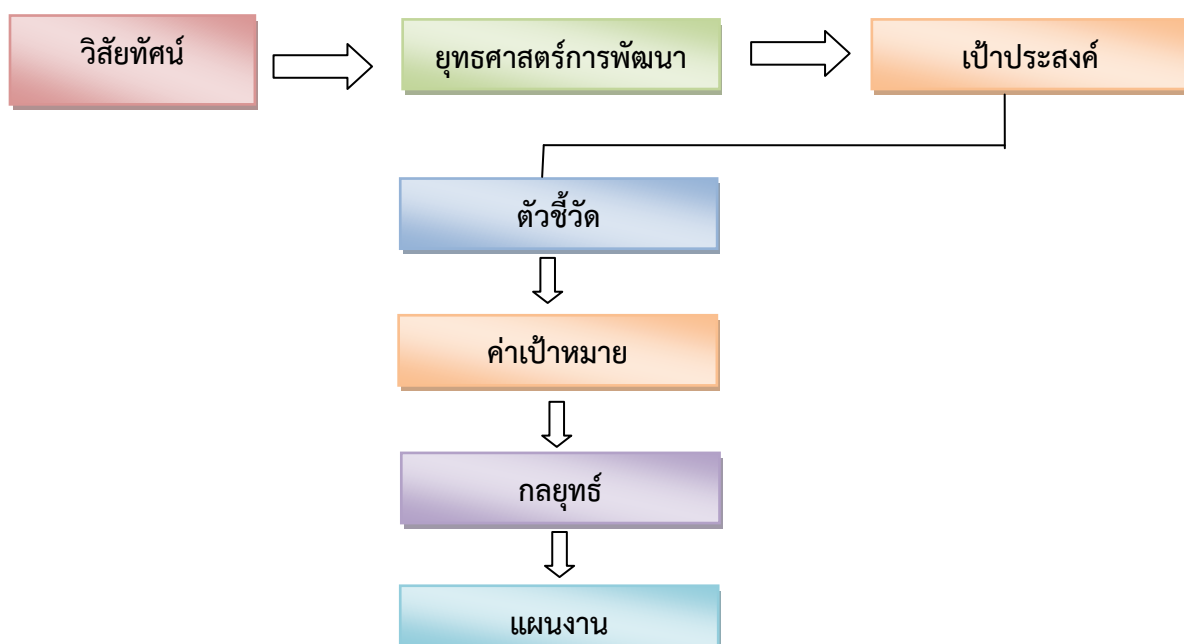 วิสัยทัศน์
ยุทธศาสตร์การพัฒนา
เป้าประสงค์
ตัวชี้วัด
ค่าเป้าหมาย
กลยุทธ์
แผนงาน